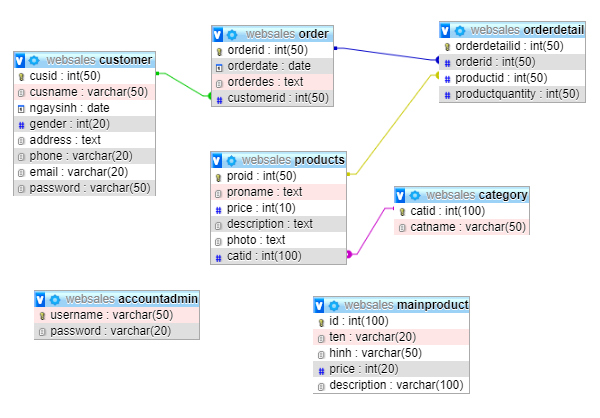 websales customer
cusid : int(50)
cusname : varchar(50)
ngaysinh : date
gender : int(20)
address : text
phone : varchar(20)
email : varchar(20)
password : varchar(50)
websales order
orderid : int(50)
orderdate : date
orderdes : text
customerid : int(50)
websales orderdetail
orderdetailid : int(50)
orderid : int(50)
productid : int(50)
productquantity : int(50)
websales products
proid : int(50)
proname : text
price : int(10)
description : text
photo : text
catid : int(100)
websales category
catid : int(100)
catname : varchar(50)
websales accountadmin
username : varchar(50)
password : varchar(20)
websales mainproduct
id : int(100)
ten : varchar(20)
hinh : varchar(50)
price : int(20)
description : varchar(100)